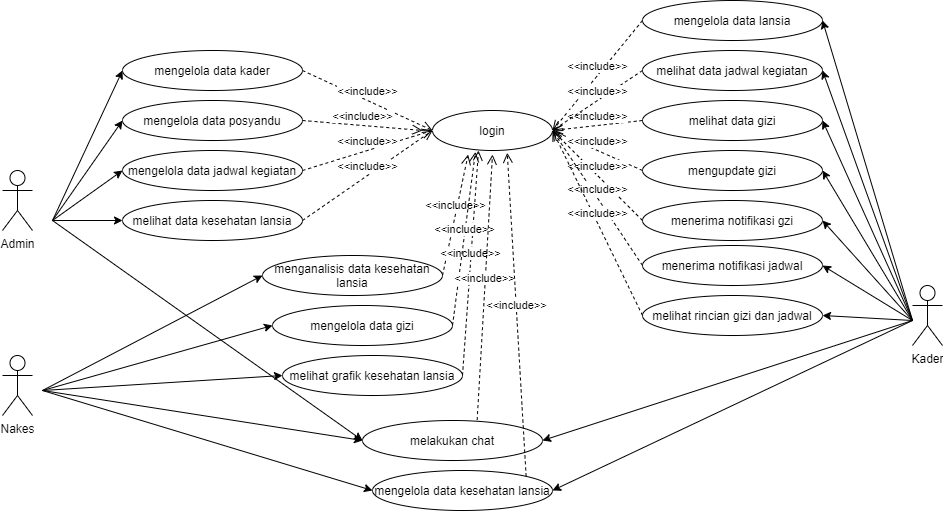 mengelola data lansia
mengelola data kader
melihat data jadwal kegiatan
<<include>>
<<include>>
<<include>>
<<include>>
mengelola data posyandu
<<include>>
<<include>>
melihat data gizi
login
<<include>>
<<include>>
mengelola data jadwal kegiatan
<<include>>
<<include>>
mengupdate gizi
<<include>>
<<include>>
melihat data kesehatan lansia
menerima notifikasi gzi
Admin
<<include>>
<<include>>
<<include>>
<<include>>
<<include>>
menganalisis data kesehatan
lansia
menerima notifikasi jadwal
mengelola data gizi
melihat rincian gizi dan jadwal
Kader
melihat grafik kesehatan lansia
Nakes
melakukan chat
mengelola data kesehatan lansia